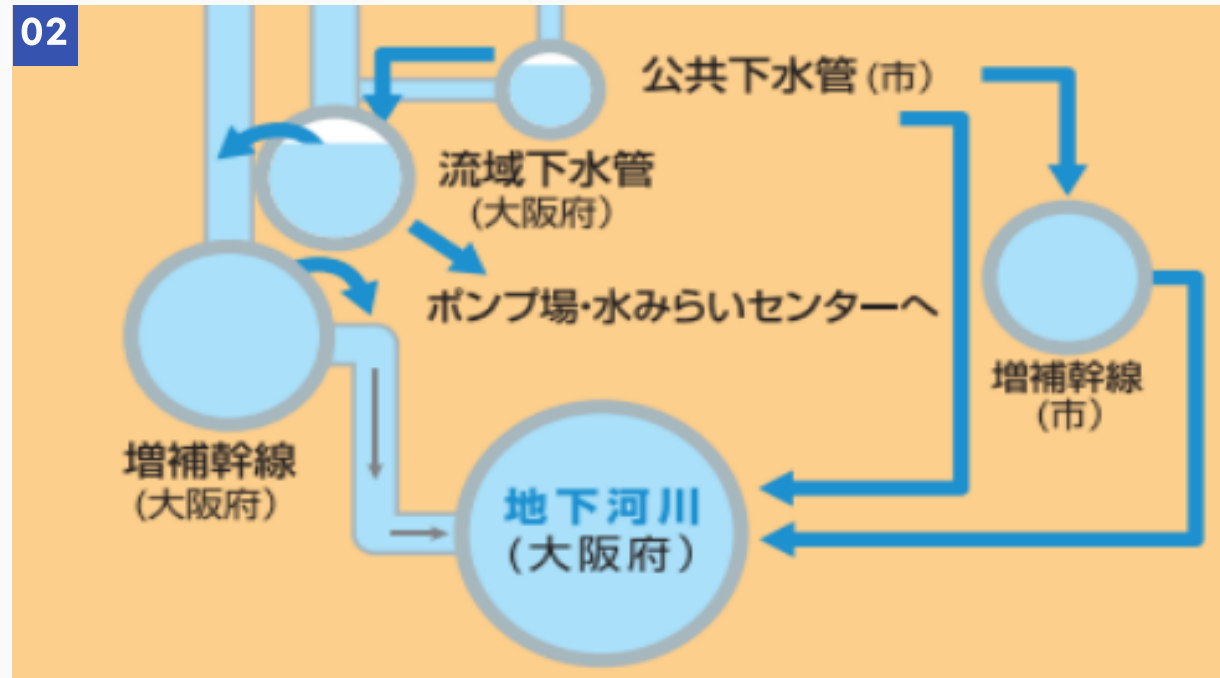 02
公共下水管(市)
流域下水管
(大阪府)
ポンプ場・水みらいセンターへ
増補幹線
(市)
増補幹線
(大阪府)
地下河川
(大阪府)